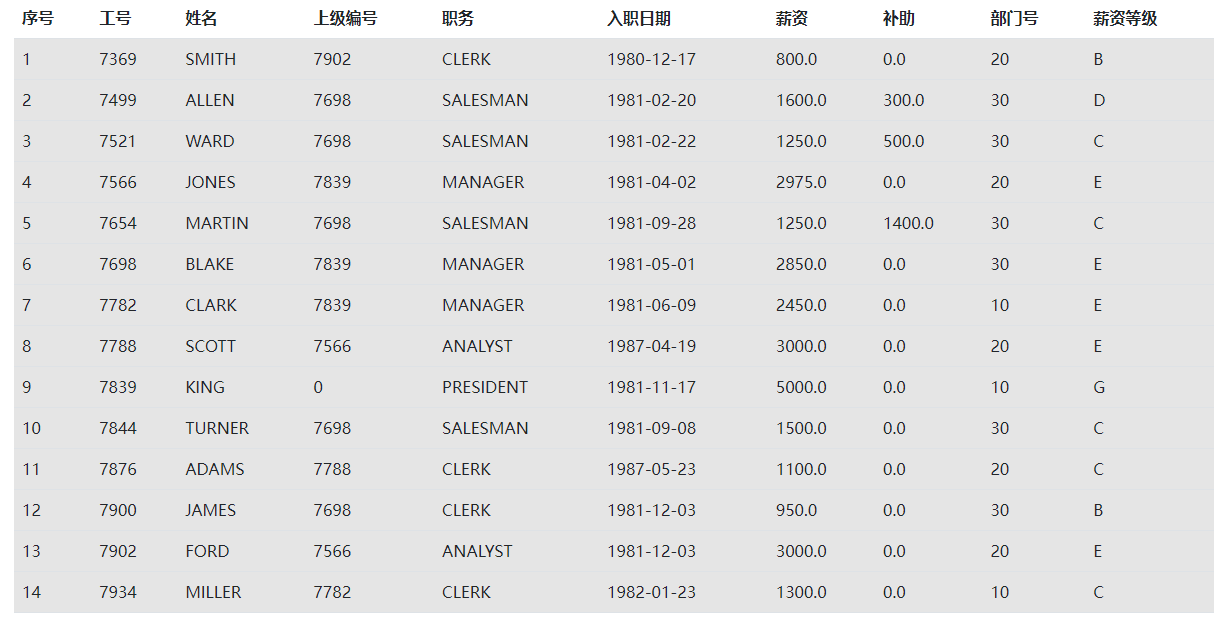 序号 工号 姓名 上级编号 职务 入职日期 薪资 补助 部门号 薪资等级
1 7369 SMITH 7902 CLERK 1980-12-17 800.0 0.0 20 B
2 7499 ALLEN 7698 SALESMAN 1981-02-20 1600.0 300.0 30 D
3 7521 WARD 7698 SALESMAN 1981-02-22 1250.0 500.0 30 C
4 7566 JONES 7839 MANAGER 1981-04-02 2975.0 0.0 20 E
5 7654 MARTIN 7698 SALESMAN 1981-09-28 1250.0 1400.0 30 C
6 7698 BLAKE 7839 MANAGER 1981-05-01 2850.0 0.0 30 E
7 7782 CLARK 7839 MANAGER 1981-06-09 2450.0 0.0 10 E
8 7788 SCOTT 7566 ANALYST 1987-04-19 3000.0 0.0 20 E
9 7839 KING 0 PRESIDENT 1981-11-17 5000.0 0.0 10 G
10 7844 TURNER 7698 SALESMAN 1981-09-08 1500.0 0.0 30 C
11 7876 ADAMS 7788 CLERK 1987-05-23 1100.0 0.0 20 C
12 7900 JAMES 7698 CLERK 1981-12-03 950.0 0.0 30 B
13 7902 FORD 7566 ANALYST 1981-12-03 3000.0 0.0 20 E
14 7934 MILLER 7782 CLERK 1982-01-23 1300.0 0.0 10 C